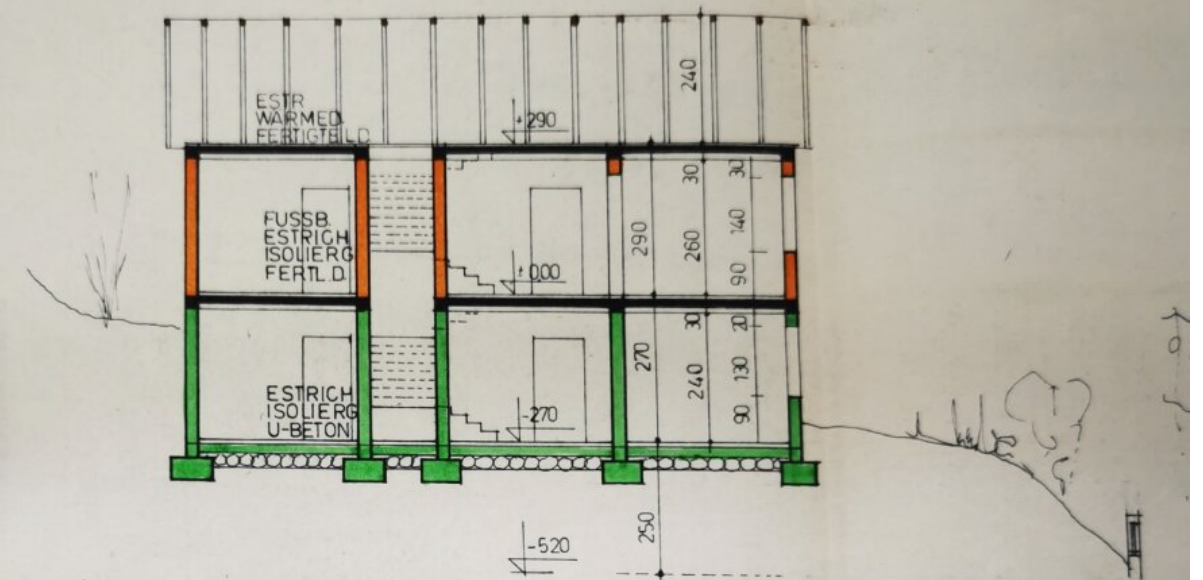 240
ESTR
WÄRMED
FERTIGTEILD
+290
30
30
FUSSB.
ESTRICH
ISOLIERG
FERTL.D.
290
260
140
±0.00
90
30
20
270
240
130
ESTRICH
ISOLIERG
U-BETON
-270
90
250
-520